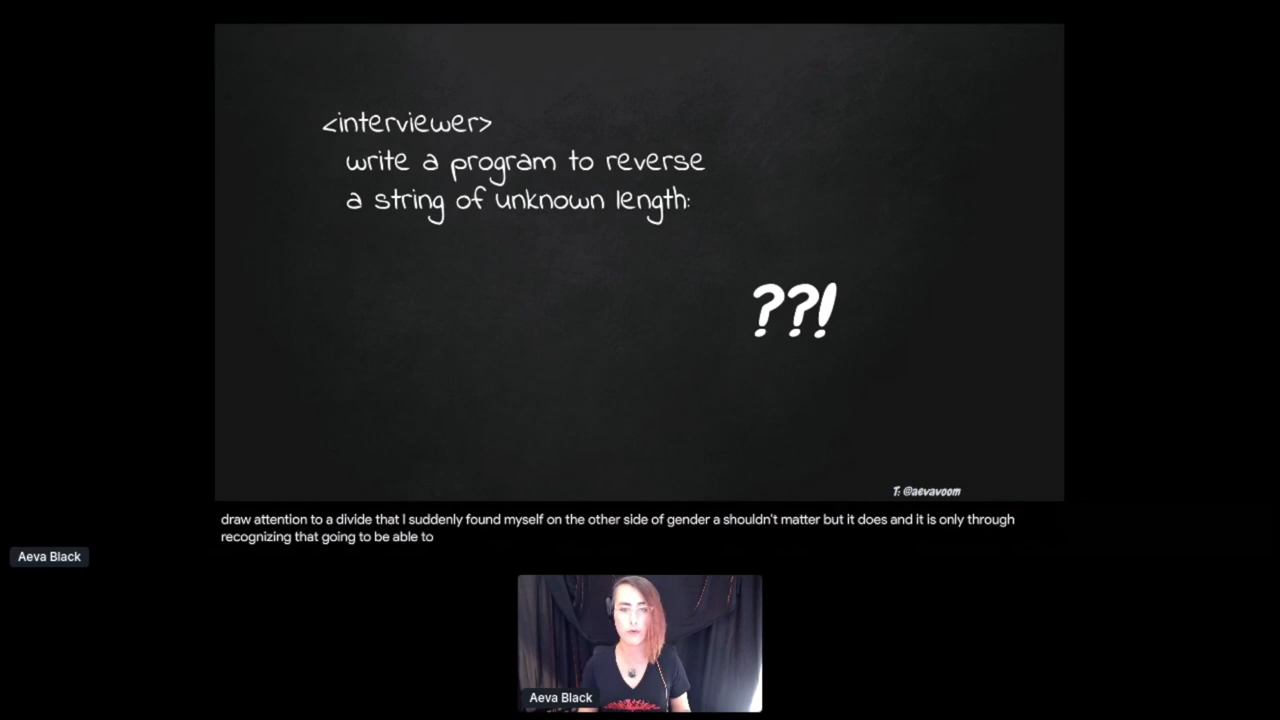 <interviewer>
write a program to reverse
a string of unknown length:
??!
T: @aevavoom
draw attention to a divide that I suddenly found myself on the other side of gender a shouldn't matter but it does and it is only through
recognizing that going to be able to
Aeva Black
Aeva Black